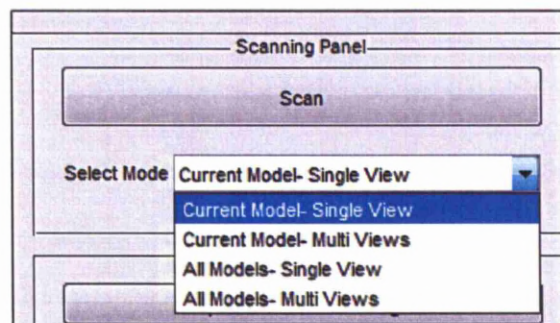 Scanning Panel
Scan
Select Mode Current Model- Single View
Current Model- Single View
Current Model- Multi Views
All Models- Single View
All Models- Multi Views